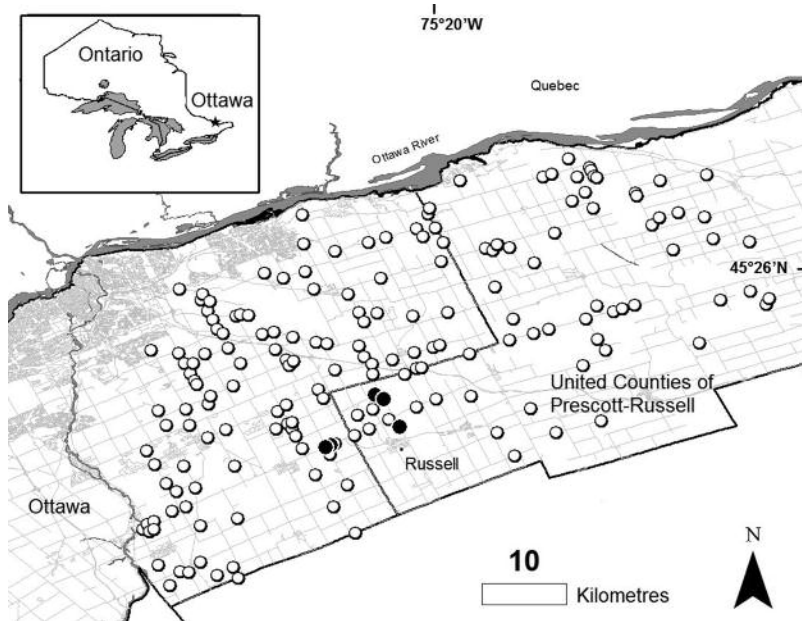 75°20'W
Ontario
Ottawa
Quebec
Ottawa River
45°26'N
United Counties of
Prescott-Russell
Russell
Ottawa
10
Kilometres
N